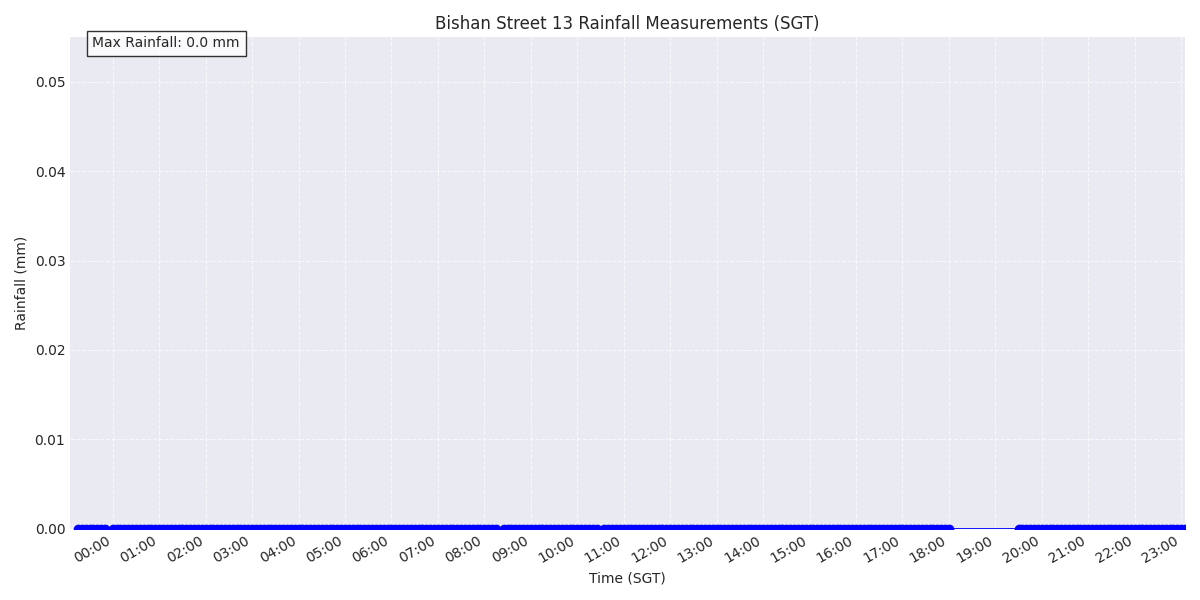 Bishan Street 13 Rainfall Measurements (SGT)
Max Rainfall: 0.0 mm
0.05
0.04
0.03
0.02
0.01
0.00
Rainfall (mm)
00:00 01:00 02:00 03:00 04:00 05:00 06:00 07:00 08:00 09:00 10:00 11:00 12:00 13:00 14:00 15:00 16:00 17:00 18:00 19:00 20:00 21:00 22:00 23:00
Time (SGT)